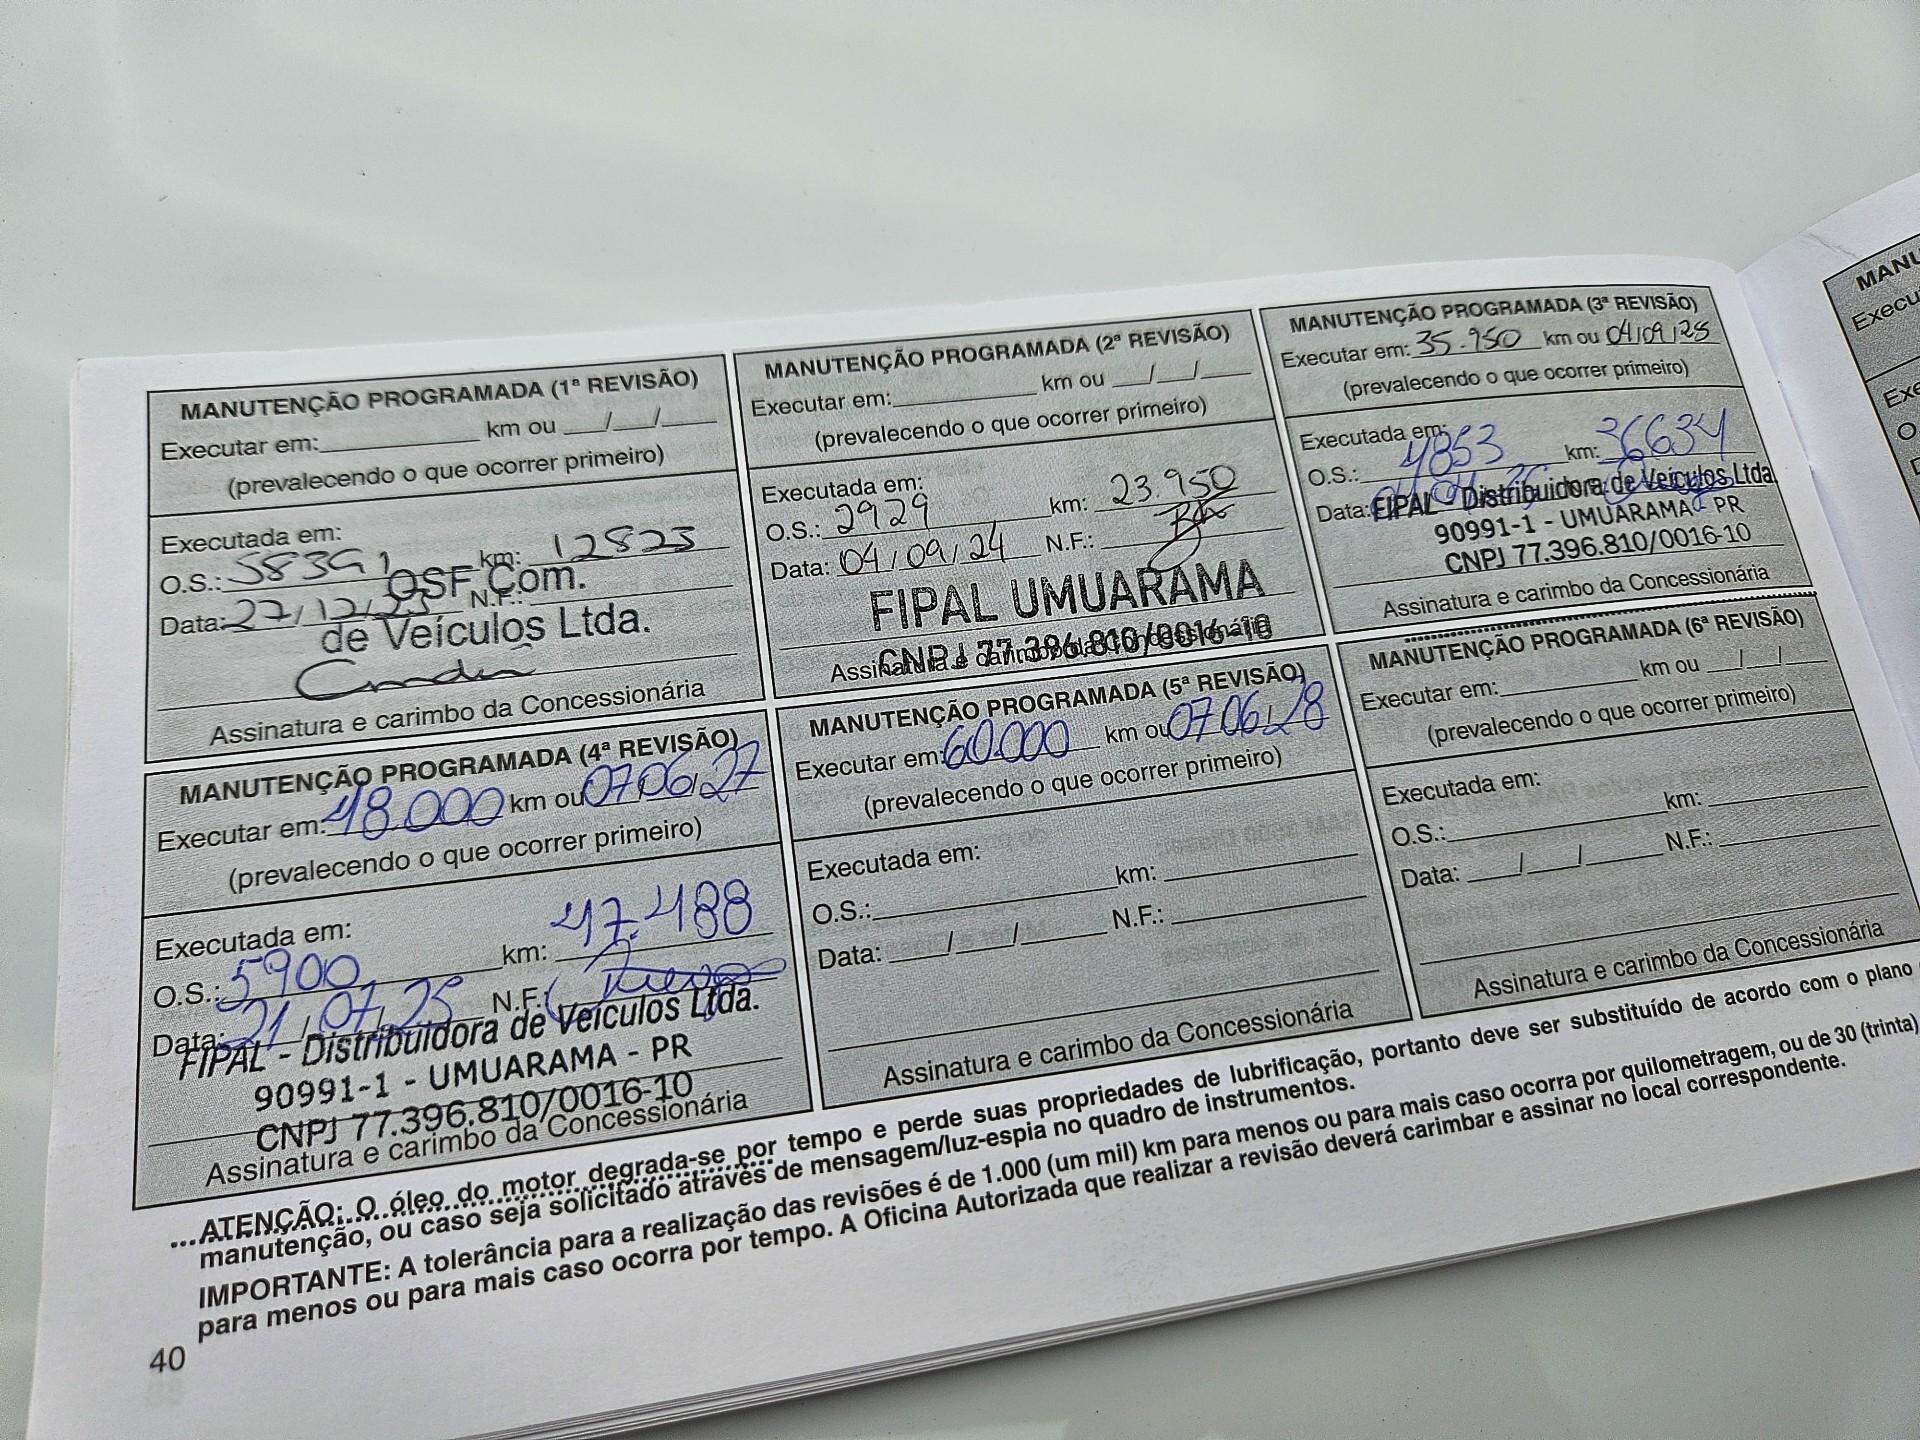 MANUTENÇÃO PROGRAMADA (1ª REVISÃO)
Executar em: km ou / /
(prevalecendo o que ocorrer primeiro)
Executada em:
O.S.: 58391 km: 12823
Data: 27/12/23 N.F.:
OSF Com.
de Veículos Ltda.
Assinatura e carimbo da Concessionária
MANUTENÇÃO PROGRAMADA (2ª REVISÃO)
Executar em: km ou / /
(prevalecendo o que ocorrer primeiro)
Executada em:
O.S.: 2929 km: 23.950
Data: 04/09/24 N.F.:
FIPAL UMUARAMA
CNPJ 77.396.810/0016-10
Assinatura e carimbo da Concessionária
MANUTENÇÃO PROGRAMADA (3ª REVISÃO)
Executar em: 35.950 km ou 04/09/25
(prevalecendo o que ocorrer primeiro)
Executada em:
O.S.: 4853 km: 36634
Data:
FIPAL - Distribuidora de Veículos Ltda.
90991-1 - UMUARAMA - PR
CNPJ 77.396.810/0016-10
Assinatura e carimbo da Concessionária
MANUTENÇÃO PROGRAMADA (4ª REVISÃO)
Executar em: 48.000 km ou 07/06/27
(prevalecendo o que ocorrer primeiro)
Executada em:
O.S.: 5900 km: 47.488
Data: 21/07/25 N.F.:
FIPAL - Distribuidora de Veículos Ltda.
90991-1 - UMUARAMA - PR
CNPJ 77.396.810/0016-10
Assinatura e carimbo da Concessionária
MANUTENÇÃO PROGRAMADA (5ª REVISÃO)
Executar em: 60.000 km ou 07/06/28
(prevalecendo o que ocorrer primeiro)
Executada em:
O.S.: km:
Data: / / N.F.:
Assinatura e carimbo da Concessionária
MANUTENÇÃO PROGRAMADA (6ª REVISÃO)
Executar em: km ou / /
(prevalecendo o que ocorrer primeiro)
Executada em:
O.S.: km:
Data: / / N.F.:
Assinatura e carimbo da Concessionária
ATENÇÃO: O óleo do motor degrada-se por tempo e perde suas propriedades de lubrificação, portanto deve ser substituído de acordo com o plano
manutenção, ou caso seja solicitado através de mensagem/luz-espia no quadro de instrumentos.
IMPORTANTE: A tolerância para a realização das revisões é de 1.000 (um mil) km para menos ou para mais caso ocorra por quilometragem, ou de 30 (trinta)
para menos ou para mais caso ocorra por tempo. A Oficina Autorizada que realizar a revisão deverá carimbar e assinar no local correspondente.
40